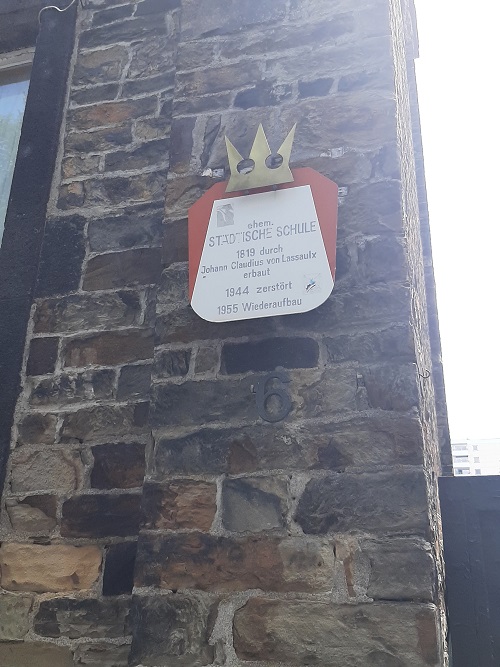 ehem.
STÄDTISCHE SCHULE
1819 durch
Johann Claudius von Lassaulx
erbaut
1944 zerstört
1955 Wiederaufbau
6